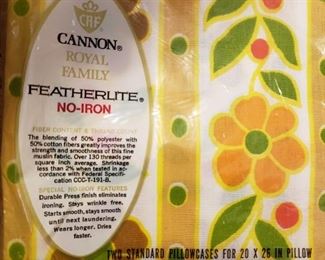 CRF
CANNON®
ROYAL
FAMILY
FEATHERLITE®
NO-IRON
FIBER CONTENT & THREAD COUNT
The blending of 50% polyester with
50% cotton fibers greatly improves the
strength and smoothness of this fine
muslin fabric. Over 130 threads per
square inch average. Shrinkage
less than 2% when tested in ac-
cordance with Federal Specifi-
cation CCC-T-191-B.
SPECIAL NO-IRON FEATURES
Durable Press finish eliminates
ironing. Stays wrinkle free.
Starts smooth, stays smooth
until next laundering.
Wears longer. Dries
faster.
TWO STANDARD PILLOWCASES FOR 20 X 26 IN PILLOW